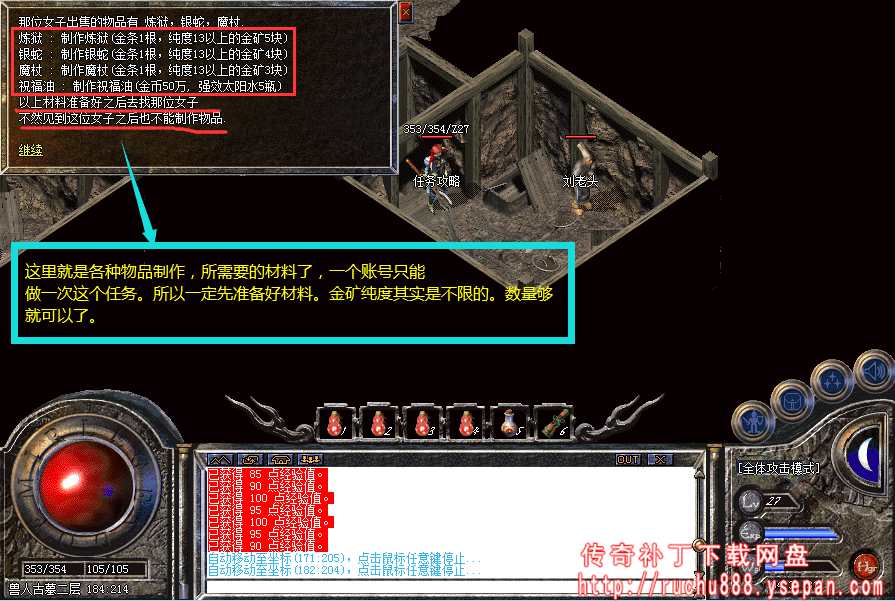 那位女子出售的物品有 炼狱，银蛇，魔杖.
炼狱 : 制作炼狱(金条1根，纯度13以上的金矿5块)
银蛇 : 制作银蛇(金条1根，纯度13以上的金矿4块)
魔杖 : 制作魔杖(金条1根，纯度13以上的金矿3块)
祝福油 : 制作祝福油(金币50万, 强效太阳水5瓶)
以上材料准备好之后去找那位女子
不然见到这位女子之后也不能制作物品.
继续
353/354/Z27
任务攻略
刘老头
这里就是各种物品制作，所需要的材料了，一个账号只能
做一次这个任务。所以一定先准备好材料。金矿纯度其实是不限的。数量够
就可以了。
1 2 3 4 5 6
OUT
已获得 85 点经验值。
已获得 90 点经验值。
已获得 100 点经验值。
已获得 95 点经验值。
已获得 100 点经验值。
已获得 95 点经验值。
已获得 90 点经验值。
自动移动至坐标(171:205)，点击鼠标任意键停止...
自动移动至坐标(182:204)，点击鼠标任意键停止...
[全体攻击模式]
Lv 27
Exp
353/354 105/105
兽人古墓二层 184:214
传奇补丁下载网盘
http://ruchu888.ysepan.com